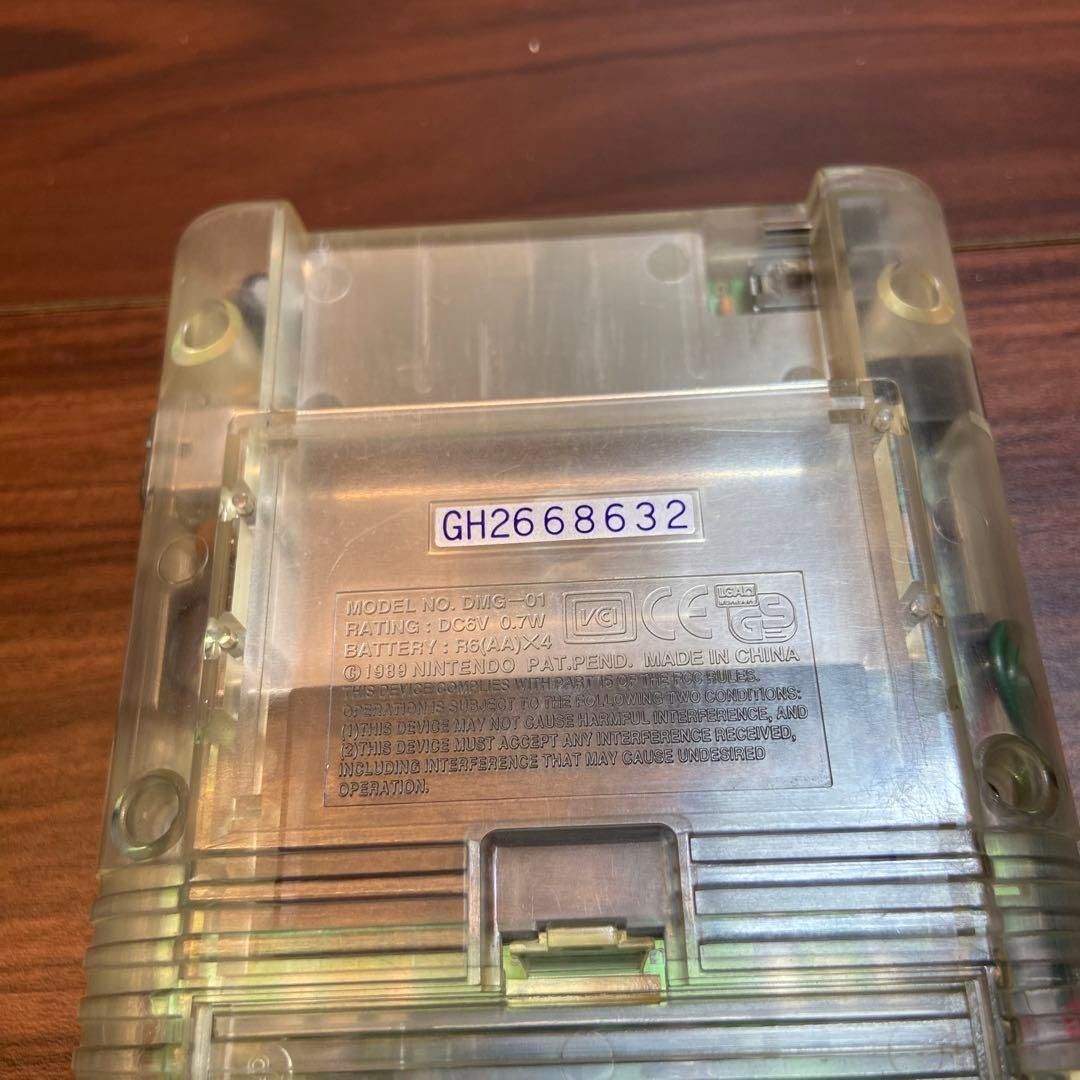 GH2668632
MODEL NO. DMG-01
RATING : DC6V 0.7W
BATTERY : R6(AA)X4
VCI
CE
GS
© 1989 NINTENDO PAT.PEND. MADE IN CHINA
THIS DEVICE COMPLIES WITH PART 15 OF THE FCC RULES.
OPERATION IS SUBJECT TO THE FOLLOWING TWO CONDITIONS:
(1)THIS DEVICE MAY NOT CAUSE HARMFUL INTERFERENCE, AND
(2)THIS DEVICE MUST ACCEPT ANY INTERFERENCE RECEIVED,
INCLUDING INTERFERENCE THAT MAY CAUSE UNDESIRED
OPERATION.